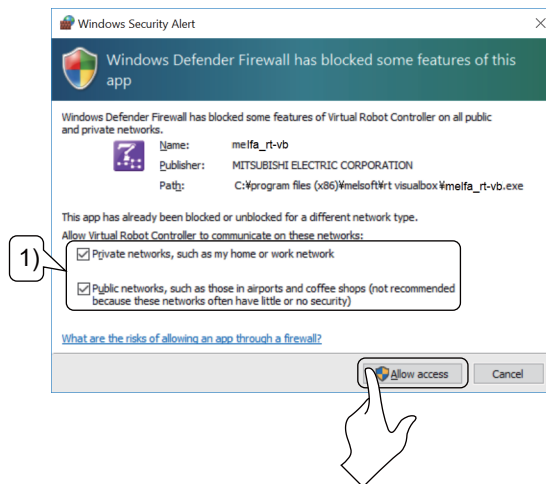 Windows Security Alert
Windows Defender Firewall has blocked some features of this
app
Windows Defender Firewall has blocked some features of Virtual Robot Controller on all public
and private networks.
Name: melfa_rt-vb
Publisher: MITSUBISHI ELECTRIC CORPORATION
Path: C:¥program files (x86)¥melsoft¥rt visualbox¥melfa_rt-vb.exe
This app has already been blocked or unblocked for a different network type.
Allow Virtual Robot Controller to communicate on these networks:
1)
Private networks, such as my home or work network
Public networks, such as those in airports and coffee shops (not recommended
because these networks often have little or no security)
What are the risks of allowing an app through a firewall?
Allow access Cancel